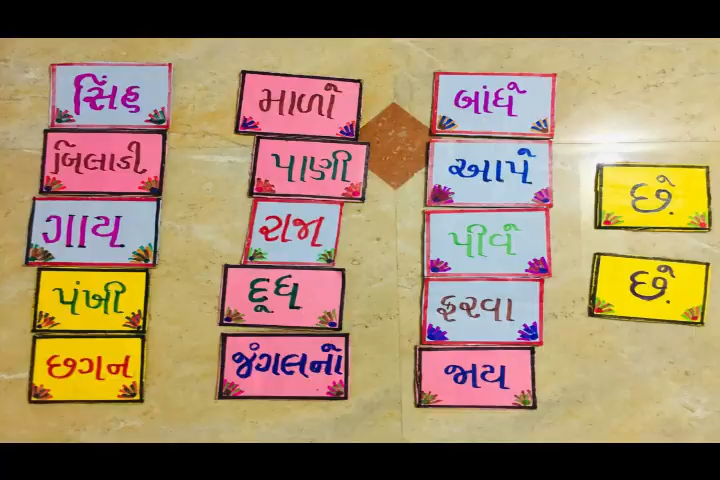 સિંહ
બિલાડી
ગાય
પંખી
છગન
માળો
પાણી
રાજા
દૂધ
જંગલનો
બાંધે
આપે
પીવે
ફરવા
જાય
છે.
છે.